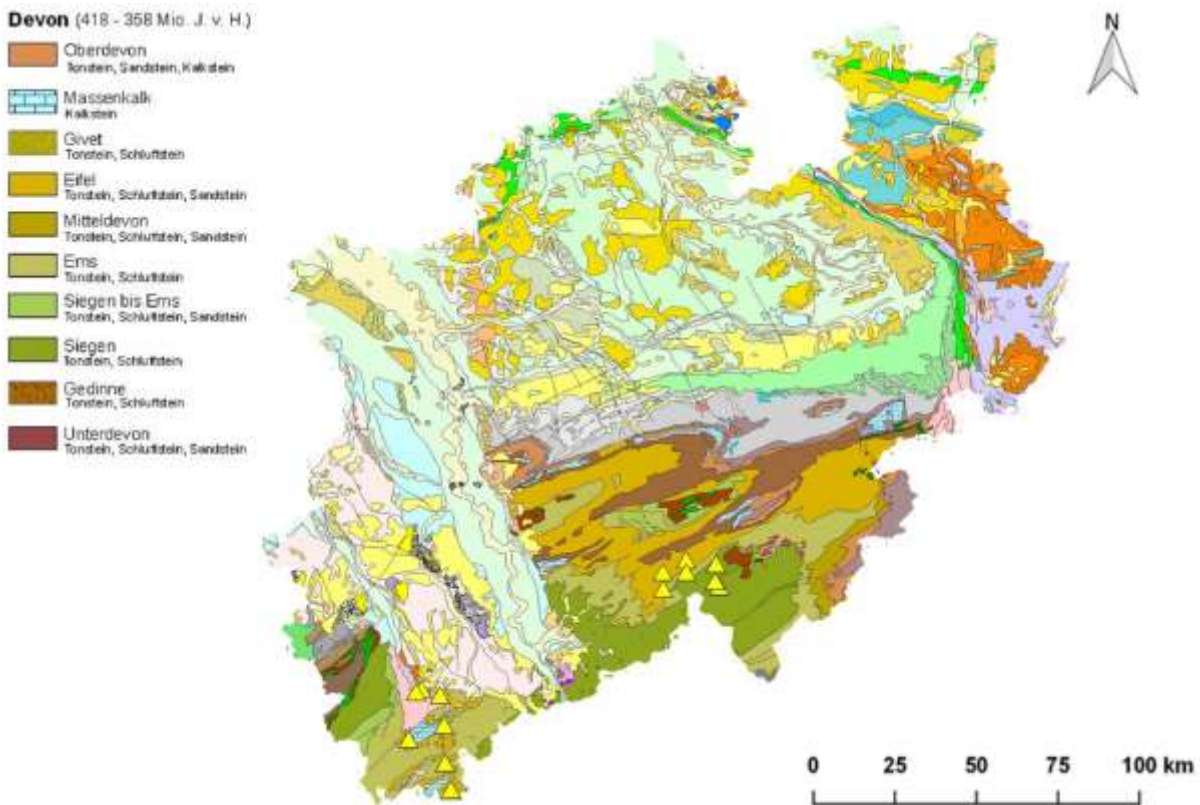 Devon (418 - 358 Mio. J. v. H.)
Oberdevon
Tonstein, Sandstein, Kalkstein
Massenkalk
Kalkstein
Givet
Tonstein, Schluffstein
Eifel
Tonstein, Schluffstein, Sandstein
Mitteldevon
Tonstein, Schluffstein, Sandstein
Ems
Tonstein, Schluffstein
Siegen bis Ems
Tonstein, Schluffstein, Sandstein
Siegen
Tonstein, Schluffstein
Gedinne
Tonstein, Schluffstein
Unterdevon
Tonstein, Schluffstein, Sandstein
N
0 25 50 75 100 km